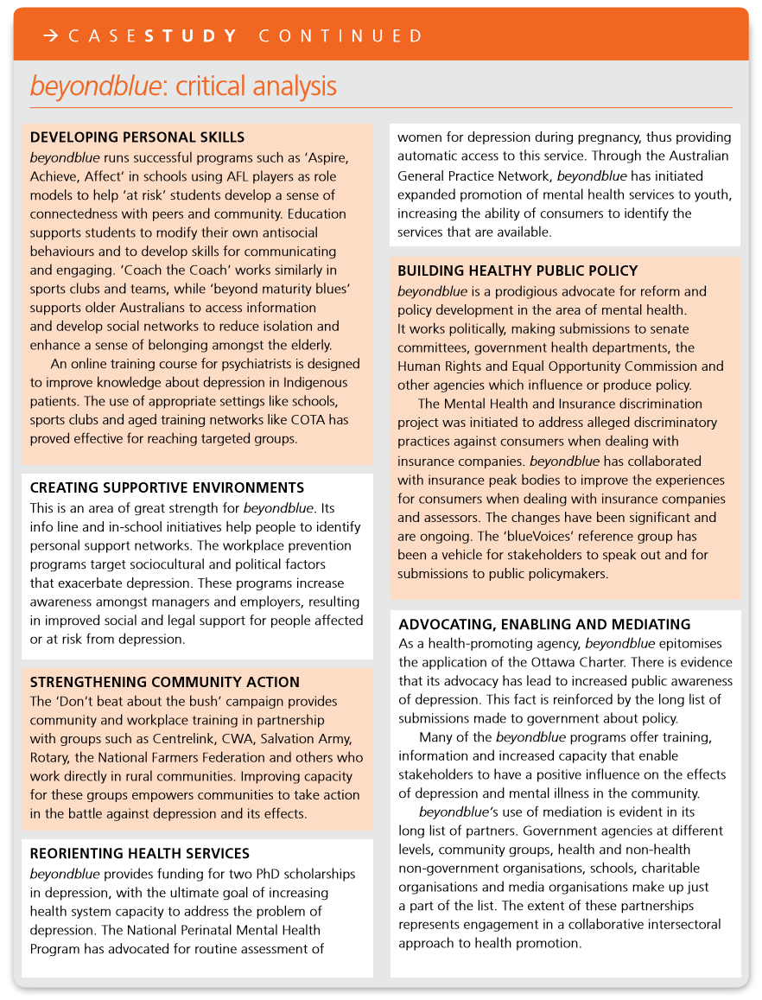 → CASESTUDY CONTINUED
beyondblue: critical analysis
DEVELOPING PERSONAL SKILLS
beyondblue runs successful programs such as ‘Aspire,
Achieve, Affect’ in schools using AFL players as role
models to help ‘at risk’ students develop a sense of
connectedness with peers and community. Education
supports students to modify their own antisocial
behaviours and to develop skills for communicating
and engaging. ‘Coach the Coach’ works similarly in
sports clubs and teams, while ‘beyond maturity blues’
supports older Australians to access information
and develop social networks to reduce isolation and
enhance a sense of belonging amongst the elderly.
An online training course for psychiatrists is designed
to improve knowledge about depression in Indigenous
patients. The use of appropriate settings like schools,
sports clubs and aged training networks like COTA has
proved effective for reaching targeted groups.
CREATING SUPPORTIVE ENVIRONMENTS
This is an area of great strength for beyondblue. Its
info line and in-school initiatives help people to identify
personal support networks. The workplace prevention
programs target sociocultural and political factors
that exacerbate depression. These programs increase
awareness amongst managers and employers, resulting
in improved social and legal support for people affected
or at risk from depression.
STRENGTHENING COMMUNITY ACTION
The ‘Don’t beat about the bush’ campaign provides
community and workplace training in partnership
with groups such as Centrelink, CWA, Salvation Army,
Rotary, the National Farmers Federation and others who
work directly in rural communities. Improving capacity
for these groups empowers communities to take action
in the battle against depression and its effects.
REORIENTING HEALTH SERVICES
beyondblue provides funding for two PhD scholarships
in depression, with the ultimate goal of increasing
health system capacity to address the problem of
depression. The National Perinatal Mental Health
Program has advocated for routine assessment of
women for depression during pregnancy, thus providing
automatic access to this service. Through the Australian
General Practice Network, beyondblue has initiated
expanded promotion of mental health services to youth,
increasing the ability of consumers to identify the
services that are available.
BUILDING HEALTHY PUBLIC POLICY
beyondblue is a prodigious advocate for reform and
policy development in the area of mental health.
It works politically, making submissions to senate
committees, government health departments, the
Human Rights and Equal Opportunity Commission and
other agencies which influence or produce policy.
The Mental Health and Insurance discrimination
project was initiated to address alleged discriminatory
practices against consumers when dealing with
insurance companies. beyondblue has collaborated
with insurance peak bodies to improve the experiences
for consumers when dealing with insurance companies
and assessors. The changes have been significant and
are ongoing. The ‘blueVoices’ reference group has
been a vehicle for stakeholders to speak out and for
submissions to public policymakers.
ADVOCATING, ENABLING AND MEDIATING
As a health-promoting agency, beyondblue epitomises
the application of the Ottawa Charter. There is evidence
that its advocacy has lead to increased public awareness
of depression. This fact is reinforced by the long list of
submissions made to government about policy.
Many of the beyondblue programs offer training,
information and increased capacity that enable
stakeholders to have a positive influence on the effects
of depression and mental illness in the community.
beyondblue’s use of mediation is evident in its
long list of partners. Government agencies at different
levels, community groups, health and non-health
non-government organisations, schools, charitable
organisations and media organisations make up just
a part of the list. The extent of these partnerships
represents engagement in a collaborative intersectoral
approach to health promotion.